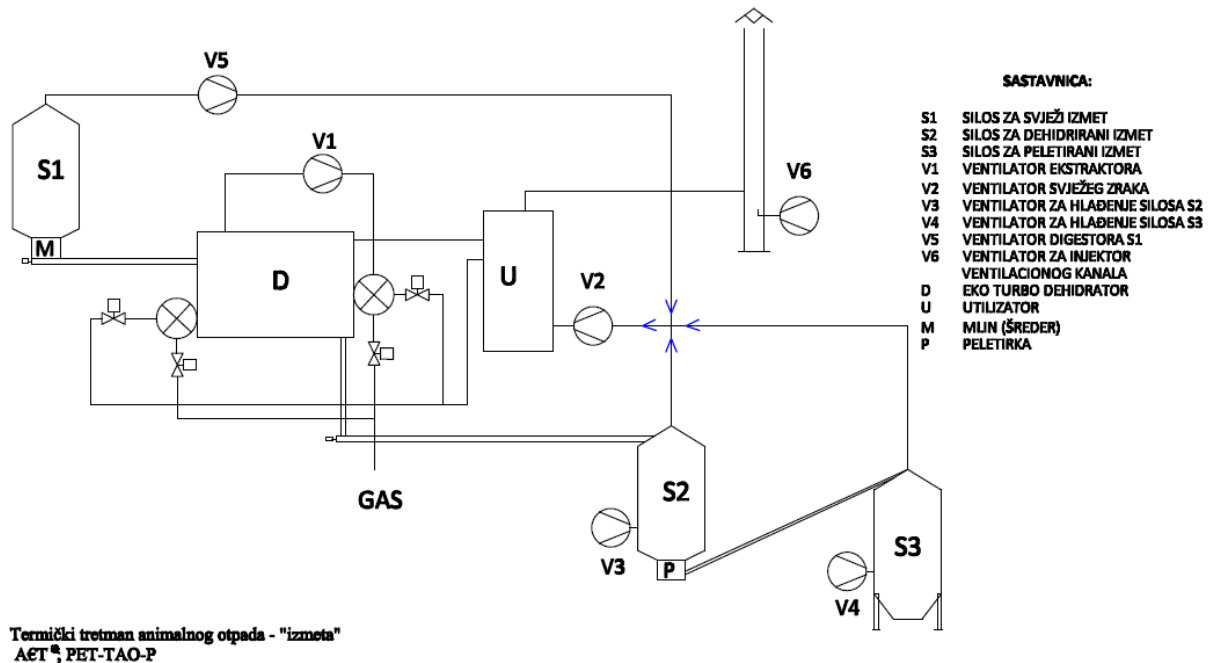 V5
V1
S1
M
D
U
V2
V6
GAS
S2
V3
P
S3
V4
SASTAVNICA:
S1 SILOS ZA SVJEŽI IZMET
S2 SILOS ZA DEHIDRIRANI IZMET
S3 SILOS ZA PELETIRANI IZMET
V1 VENTILATOR EKSTRAKTORA
V2 VENTILATOR SVJEŽEG ZRAKA
V3 VENTILATOR ZA HLAĐENJE SILOSA S2
V4 VENTILATOR ZA HLAĐENJE SILOSA S3
V5 VENTILATOR DIGESTORA S1
V6 VENTILATOR ZA INJEKTOR
VENTILACIONOG KANALA
D EKO TURBO DEHIDRATOR
U UTILIZATOR
M MLIN (ŠREDER)
P PELETIRKA
Termički tretman animalnog otpada - "izmeta"
A€T ; PET-TAO-P